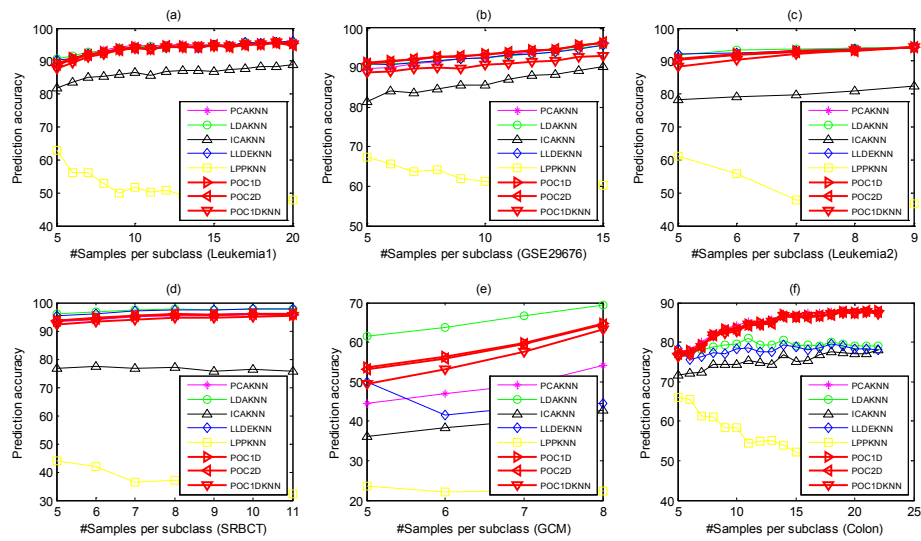 (a)
Prediction accuracy
100
90
80
70
60
50
40
30
5
10
15
20
#Samples per subclass (Leukemia1)
PCAKNN
LDAKNN
ICAKNN
LLDEKNN
LPPKNN
POC1D
POC2D
POC1DKNN
(b)
Prediction accuracy
100
90
80
70
60
50
5
10
15
#Samples per subclass (GSE29676)
PCAKNN
LDAKNN
ICAKNN
LLDEKNN
LPPKNN
POC1D
POC2D
POC1DKNN
(c)
Prediction accuracy
100
90
80
70
60
50
40
5
6
7
8
9
#Samples per subclass (Leukemia2)
PCAKNN
LDAKNN
ICAKNN
LLDEKNN
LPPKNN
POC1D
POC2D
POC1DKNN
(d)
Prediction accuracy
100
90
80
70
60
50
40
30
5
6
7
8
9
10
11
#Samples per subclass (SRBCT)
PCAKNN
LDAKNN
ICAKNN
LLDEKNN
LPPKNN
POC1D
POC2D
POC1DKNN
(e)
Prediction accuracy
70
60
50
40
30
20
5
6
7
8
#Samples per subclass (GCM)
PCAKNN
LDAKNN
ICAKNN
LLDEKNN
LPPKNN
POC1D
POC2D
POC1DKNN
(f)
Prediction accuracy
90
80
70
60
50
40
5
10
15
20
25
#Samples per subclass (Colon)
PCAKNN
LDAKNN
ICAKNN
LLDEKNN
LPPKNN
POC1D
POC2D
POC1DKNN